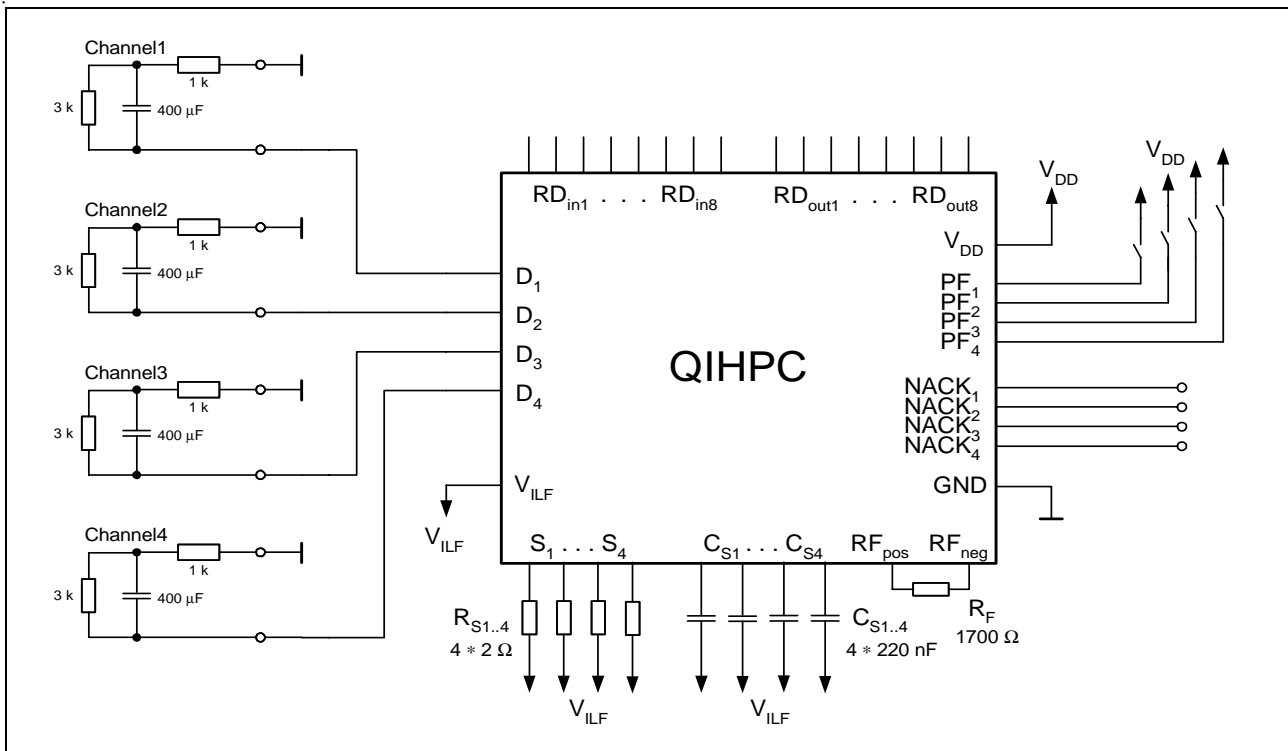 Channel1
1 k
3 k
400 μF
Channel2
1 k
3 k
400 μF
Channel3
1 k
3 k
400 μF
Channel4
1 k
3 k
400 μF
RDin1 . . . RDin8
RDout1 . . . RDout8
VDD
VDD
VDD
D1
D2
D3
D4
QIHPC
PF1
PF2
PF3
PF4
NACK1
NACK2
NACK3
NACK4
GND
VILF
VILF
S1 . . . S4
CS1 . . . CS4
RFpos
RFneg
RS1..4
4 * 2 Ω
CS1..4
4 * 220 nF
RF
1700 Ω
VILF
VILF